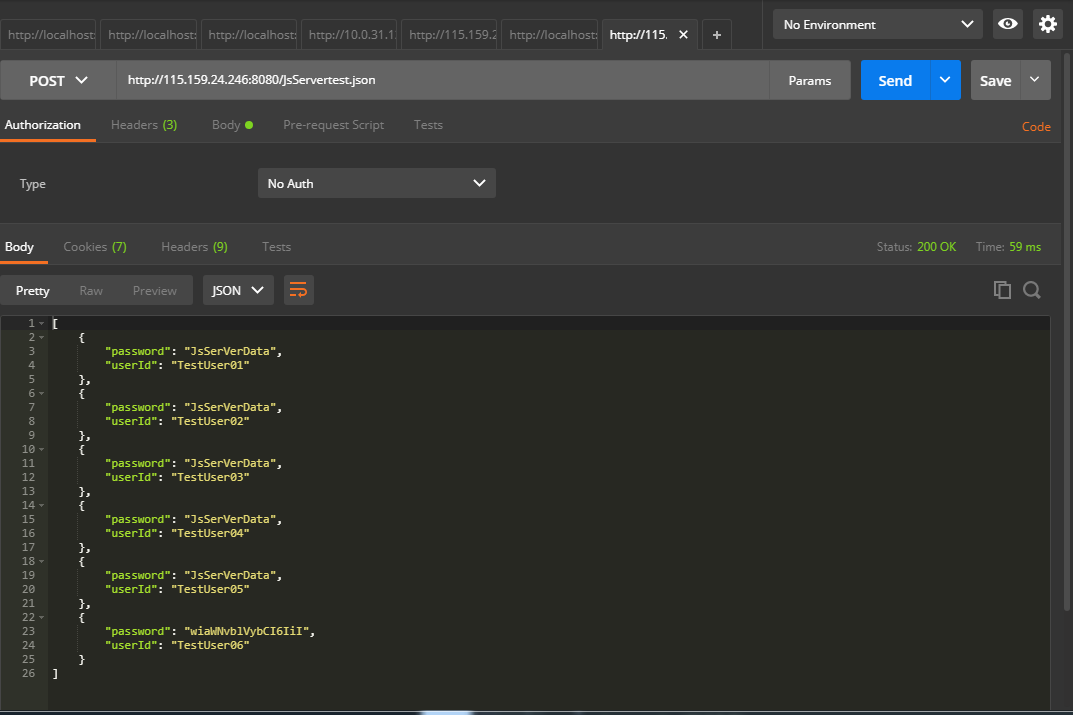 http://localhost: http://localhost: http://localhost: http://10.0.31.1 http://115.159.2 http://localhost: http://115. × + No Environment
POST http://115.159.24.246:8080/JsServertest.json Params Send Save
Authorization Headers (3) Body Pre-request Script Tests Code
Type No Auth
Body Cookies (7) Headers (9) Tests Status: 200 OK Time: 59 ms
Pretty Raw Preview JSON
1 [
2 {
3 "password": "JsSerVerData",
4 "userId": "TestUser01"
5 },
6 {
7 "password": "JsSerVerData",
8 "userId": "TestUser02"
9 },
10 {
11 "password": "JsSerVerData",
12 "userId": "TestUser03"
13 },
14 {
15 "password": "JsSerVerData",
16 "userId": "TestUser04"
17 },
18 {
19 "password": "JsSerVerData",
20 "userId": "TestUser05"
21 },
22 {
23 "password": "wiaWNvblVybCI6IiI",
24 "userId": "TestUser06"
25 }
26 ]